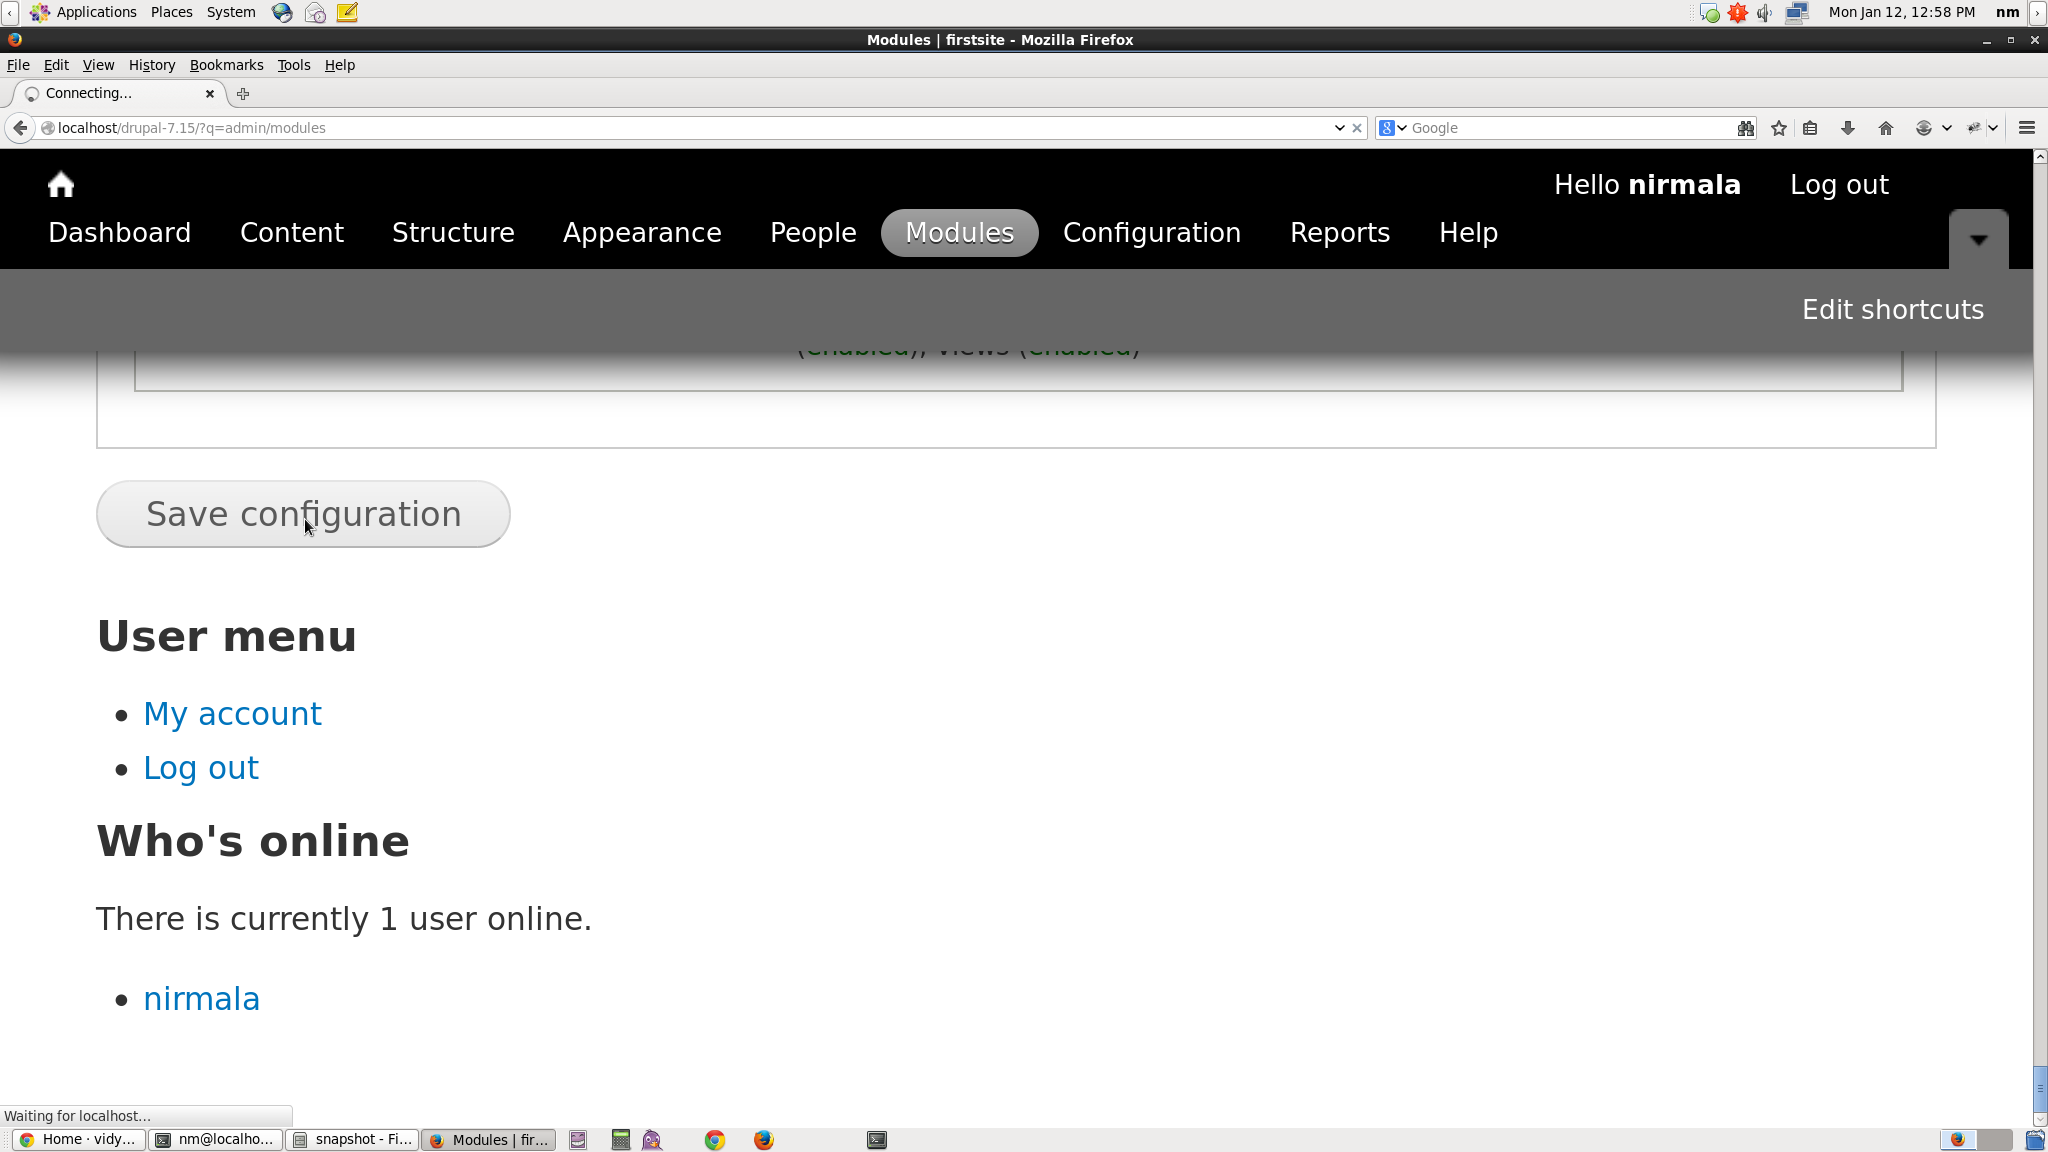 Applications Places System Mon Jan 12, 12:58 PM nm
Modules | firstsite - Mozilla Firefox
File Edit View History Bookmarks Tools Help
Connecting...
localhost/drupal-7.15/?q=admin/modules Google
Hello nirmala Log out
Dashboard Content Structure Appearance People Modules Configuration Reports Help
Edit shortcuts
(enabled), Views (enabled)
Save configuration
User menu
My account
Log out
Who's online
There is currently 1 user online.
nirmala
Waiting for localhost...
Home · vidy... nm@localho... snapshot - Fi... Modules | fir...